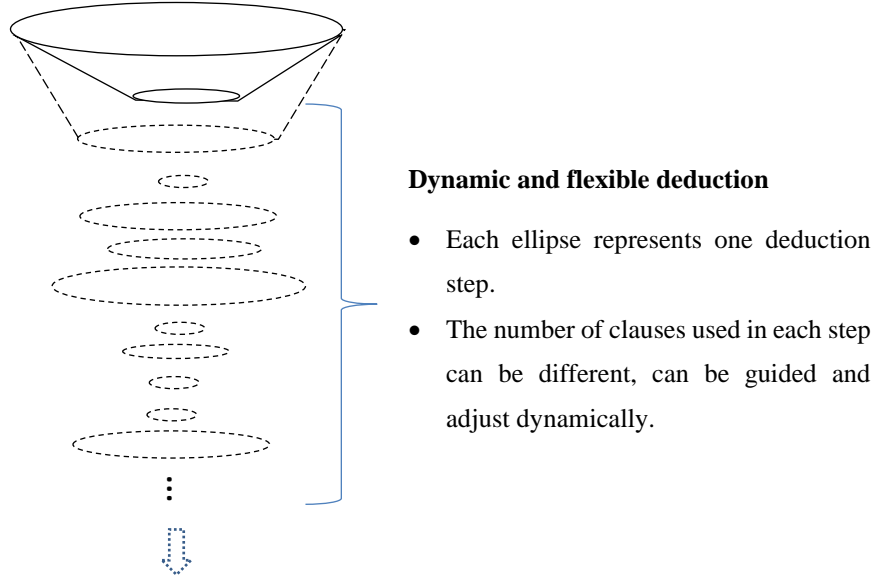 Dynamic and flexible deduction
• Each ellipse represents one deduction
step.
• The number of clauses used in each step
can be different, can be guided and
adjust dynamically.